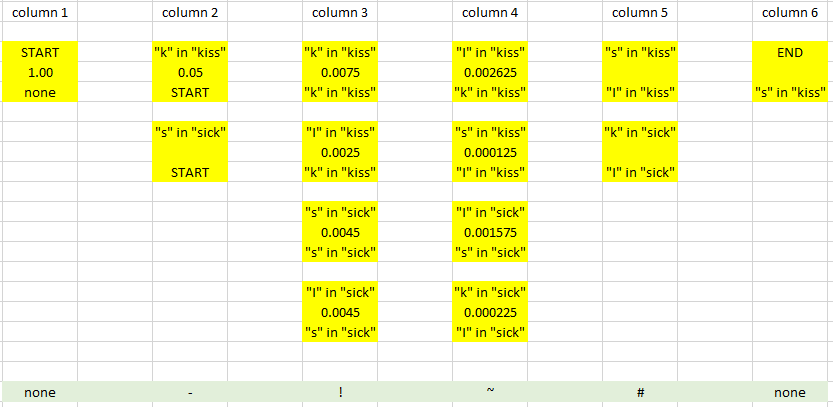 column 1 column 2 column 3 column 4 column 5 column 6
START "k" in "kiss" "k" in "kiss" "I" in "kiss" "s" in "kiss" END
1.00 0.05 0.0075 0.002625
none START "k" in "kiss" "k" in "kiss" "I" in "kiss" "s" in "kiss"
"s" in "sick" "I" in "kiss" "s" in "kiss" "k" in "sick"
0.0025 0.000125
START "k" in "kiss" "I" in "kiss" "I" in "sick"
"s" in "sick" "I" in "sick"
0.0045 0.001575
"s" in "sick" "s" in "sick"
"I" in "sick" "k" in "sick"
0.0045 0.000225
"s" in "sick" "I" in "sick"
none - ! ~ # none